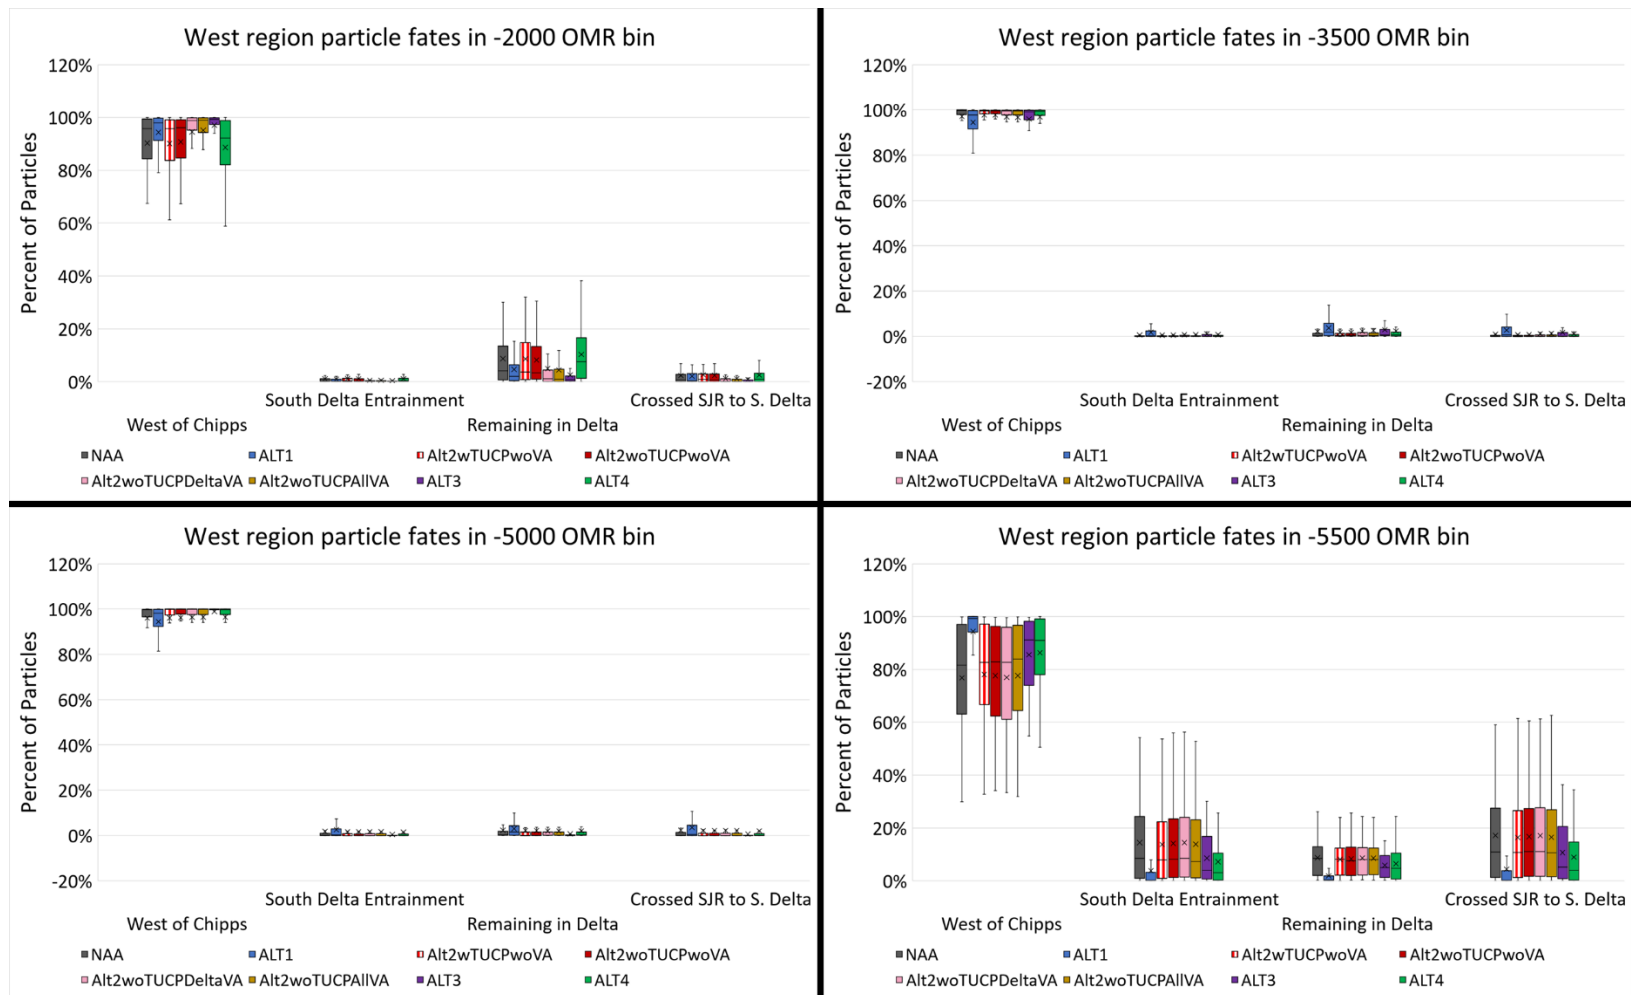 West region particle fates in -2000 OMR bin
Percent of Particles
120%
100%
80%
60%
40%
20%
0%
South Delta Entrainment
Crossed SJR to S. Delta
West of Chipps
Remaining in Delta
NAA
ALT1
Alt2wTUCPwoVA
Alt2woTUCPwoVA
Alt2woTUCPDeltaVA
Alt2woTUCPAllVA
ALT3
ALT4
West region particle fates in -3500 OMR bin
Percent of Particles
120%
100%
80%
60%
40%
20%
0%
-20%
South Delta Entrainment
Crossed SJR to S. Delta
West of Chipps
Remaining in Delta
NAA
ALT1
Alt2wTUCPwoVA
Alt2woTUCPwoVA
Alt2woTUCPDeltaVA
Alt2woTUCPAllVA
ALT3
ALT4
West region particle fates in -5000 OMR bin
Percent of Particles
120%
100%
80%
60%
40%
20%
0%
-20%
South Delta Entrainment
Crossed SJR to S. Delta
West of Chipps
Remaining in Delta
NAA
ALT1
Alt2wTUCPwoVA
Alt2woTUCPwoVA
Alt2woTUCPDeltaVA
Alt2woTUCPAllVA
ALT3
ALT4
West region particle fates in -5500 OMR bin
Percent of Particles
120%
100%
80%
60%
40%
20%
0%
South Delta Entrainment
Crossed SJR to S. Delta
West of Chipps
Remaining in Delta
NAA
ALT1
Alt2wTUCPwoVA
Alt2woTUCPwoVA
Alt2woTUCPDeltaVA
Alt2woTUCPAllVA
ALT3
ALT4